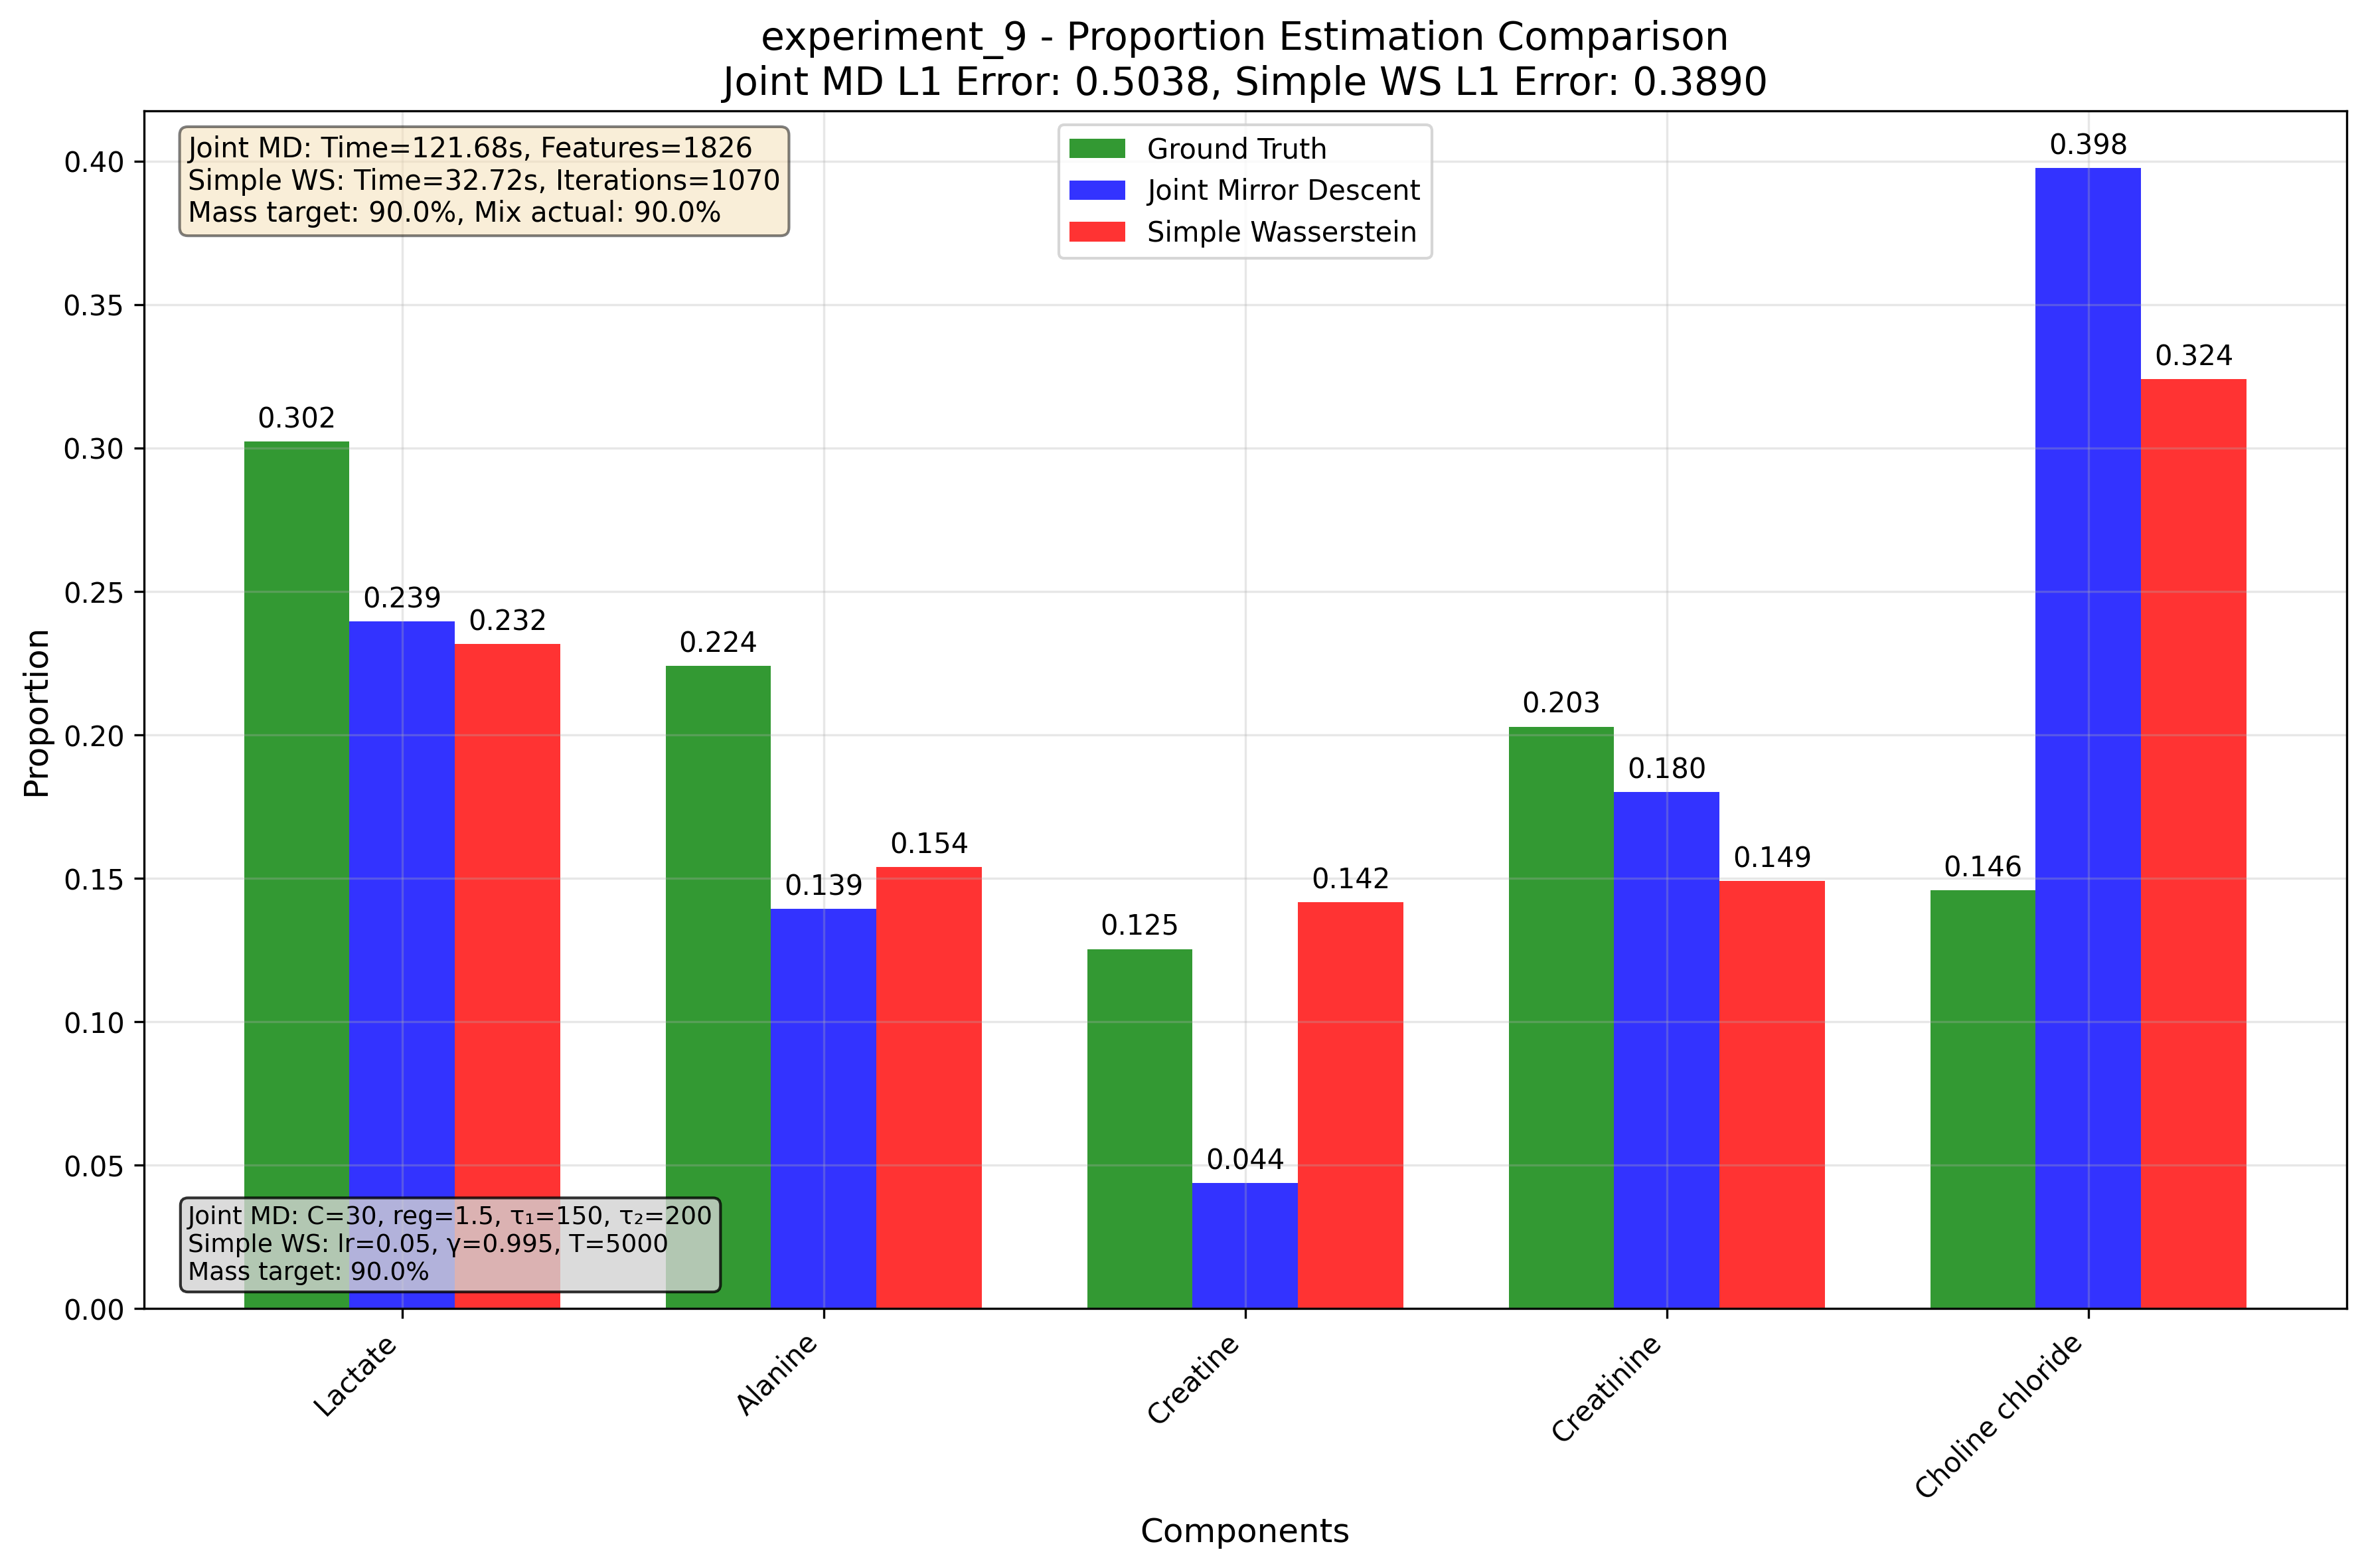 experiment_9 - Proportion Estimation Comparison
Joint MD L1 Error: 0.5038, Simple WS L1 Error: 0.3890
Joint MD: Time=121.68s, Features=1826
Simple WS: Time=32.72s, Iterations=1070
Mass target: 90.0%, Mix actual: 90.0%
Ground Truth
Joint Mirror Descent
Simple Wasserstein
Proportion
0.40
0.35
0.30
0.25
0.20
0.15
0.10
0.05
0.00
0.302
0.239
0.232
0.224
0.139
0.154
0.125
0.044
0.142
0.203
0.180
0.149
0.146
0.398
0.324
Joint MD: C=30, reg=1.5, τ₁=150, τ₂=200
Simple WS: lr=0.05, γ=0.995, T=5000
Mass target: 90.0%
Lactate
Alanine
Creatine
Creatinine
Choline chloride
Components